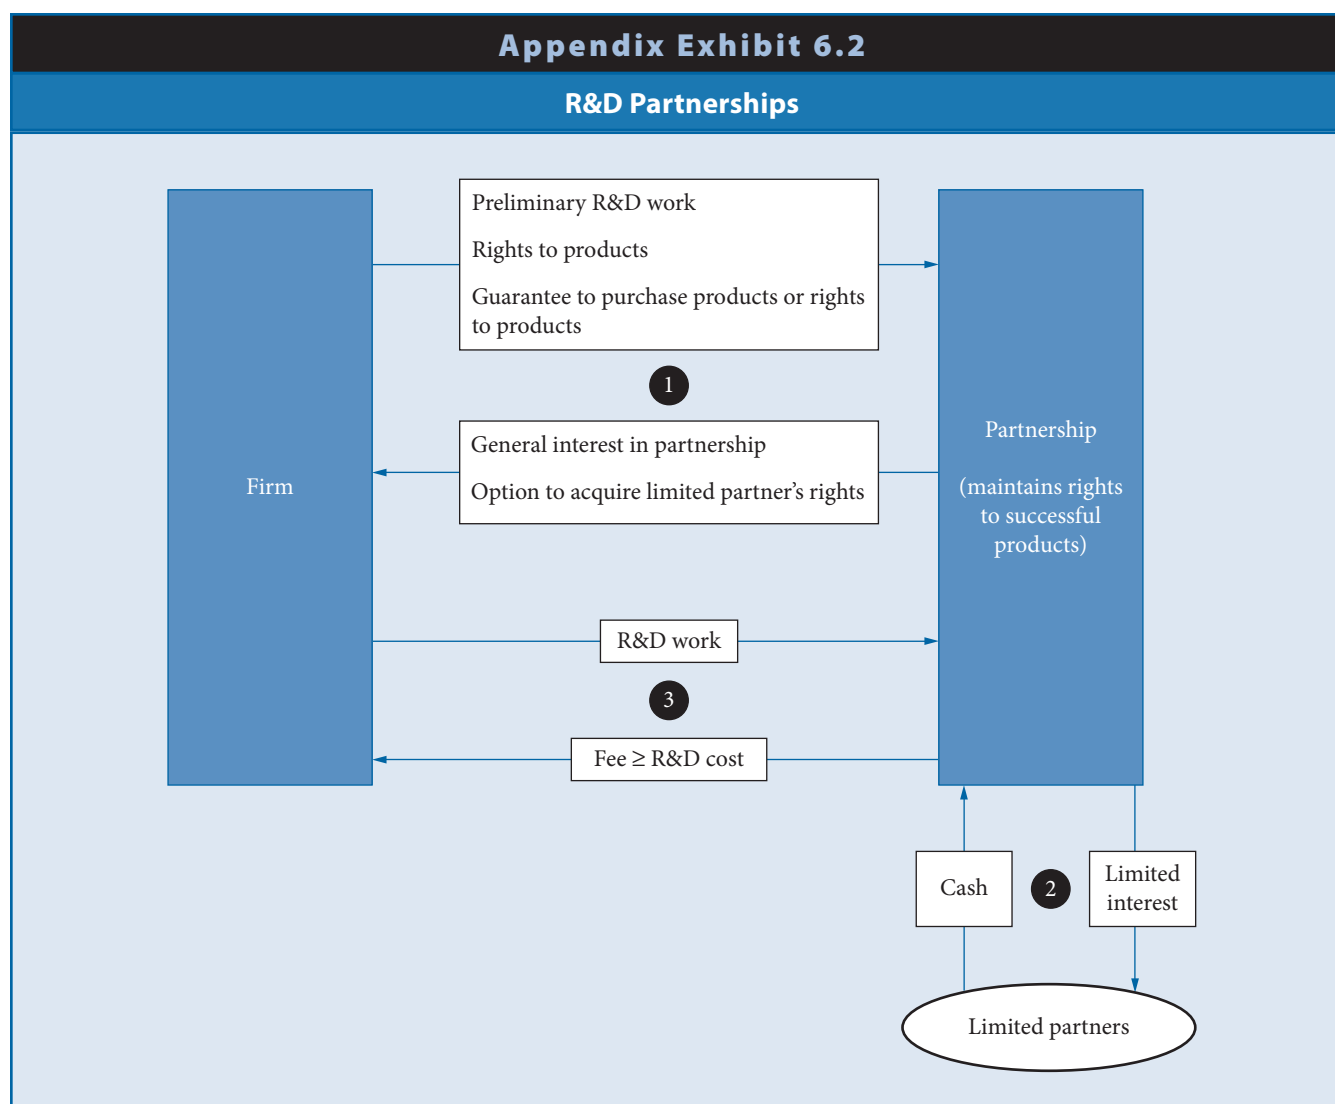 Appendix Exhibit 6.2
R&D Partnerships
Preliminary R&D work
Rights to products
Guarantee to purchase products or rights
to products
1
General interest in partnership
Option to acquire limited partner’s rights
Firm
Partnership
(maintains rights
to successful
products)
R&D work
3
Fee ≥ R&D cost
Cash
2
Limited
interest
Limited partners